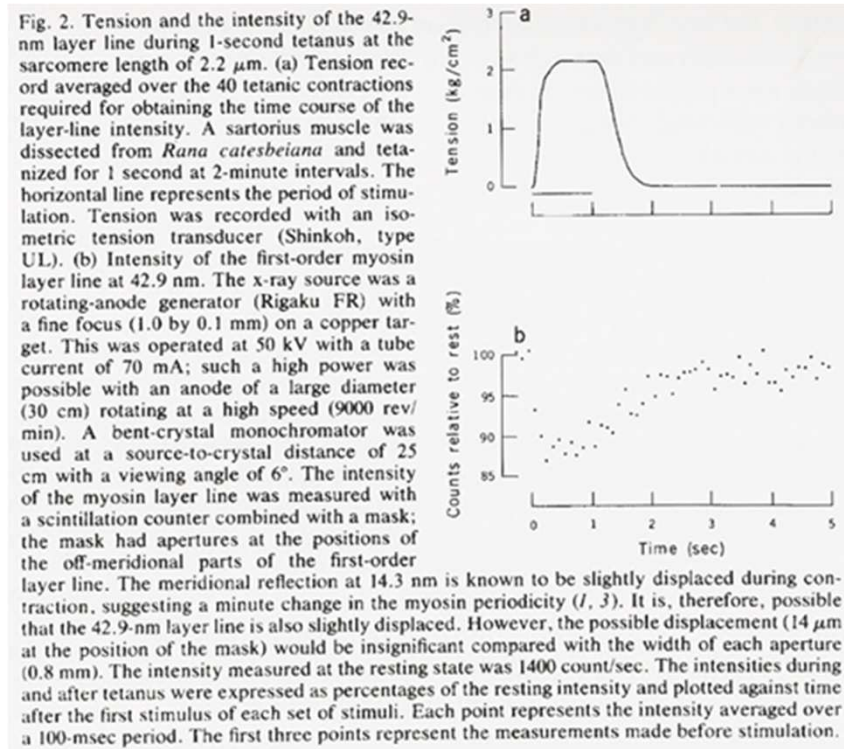 Fig. 2. Tension and the intensity of the 42.9-
nm layer line during 1-second tetanus at the
sarcomere length of 2.2 μm. (a) Tension rec-
ord averaged over the 40 tetanic contractions
required for obtaining the time course of the
layer-line intensity. A sartorius muscle was
dissected from Rana catesbeiana and teta-
nized for 1 second at 2-minute intervals. The
horizontal line represents the period of stimu-
lation. Tension was recorded with an iso-
metric tension transducer (Shinkoh, type
UL). (b) Intensity of the first-order myosin
layer line at 42.9 nm. The x-ray source was a
rotating-anode generator (Rigaku FR) with
a fine focus (1.0 by 0.1 mm) on a copper tar-
get. This was operated at 50 kV with a tube
current of 70 mA; such a high power was
possible with an anode of a large diameter
(30 cm) rotating at a high speed (9000 rev/
min). A bent-crystal monochromator was
used at a source-to-crystal distance of 25
cm with a viewing angle of 6°. The intensity
of the myosin layer line was measured with
a scintillation counter combined with a mask;
the mask had apertures at the positions of
the off-meridional parts of the first-order
layer line. The meridional reflection at 14.3 nm is known to be slightly displaced during con-
traction, suggesting a minute change in the myosin periodicity (1, 3). It is, therefore, possible
that the 42.9-nm layer line is also slightly displaced. However, the possible displacement (14 μm
at the position of the mask) would be insignificant compared with the width of each aperture
(0.8 mm). The intensity measured at the resting state was 1400 count/sec. The intensities during
and after tetanus were expressed as percentages of the resting intensity and plotted against time
after the first stimulus of each set of stimuli. Each point represents the intensity averaged over
a 100-msec period. The first three points represent the measurements made before stimulation.
a
Tension (kg/cm²)
3
2
1
0
b
Counts relative to rest (%)
100
95
90
85
0 1 2 3 4 5
Time (sec)